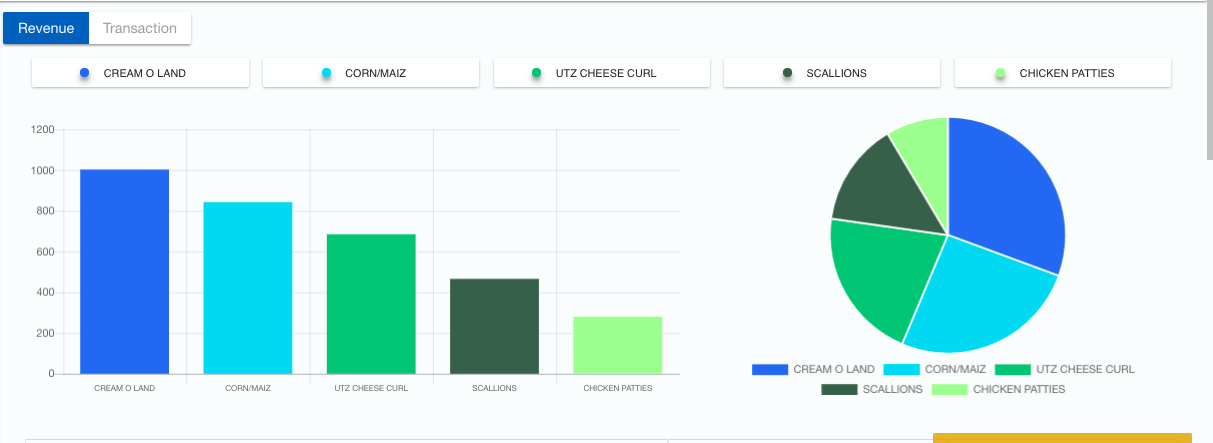 Revenue Transaction
CREAM O LAND CORN/MAIZ UTZ CHEESE CURL SCALLIONS CHICKEN PATTIES
1200
1000
800
600
400
200
0
CREAM O LAND CORN/MAIZ UTZ CHEESE CURL SCALLIONS CHICKEN PATTIES
CREAM O LAND CORN/MAIZ UTZ CHEESE CURL
SCALLIONS CHICKEN PATTIES